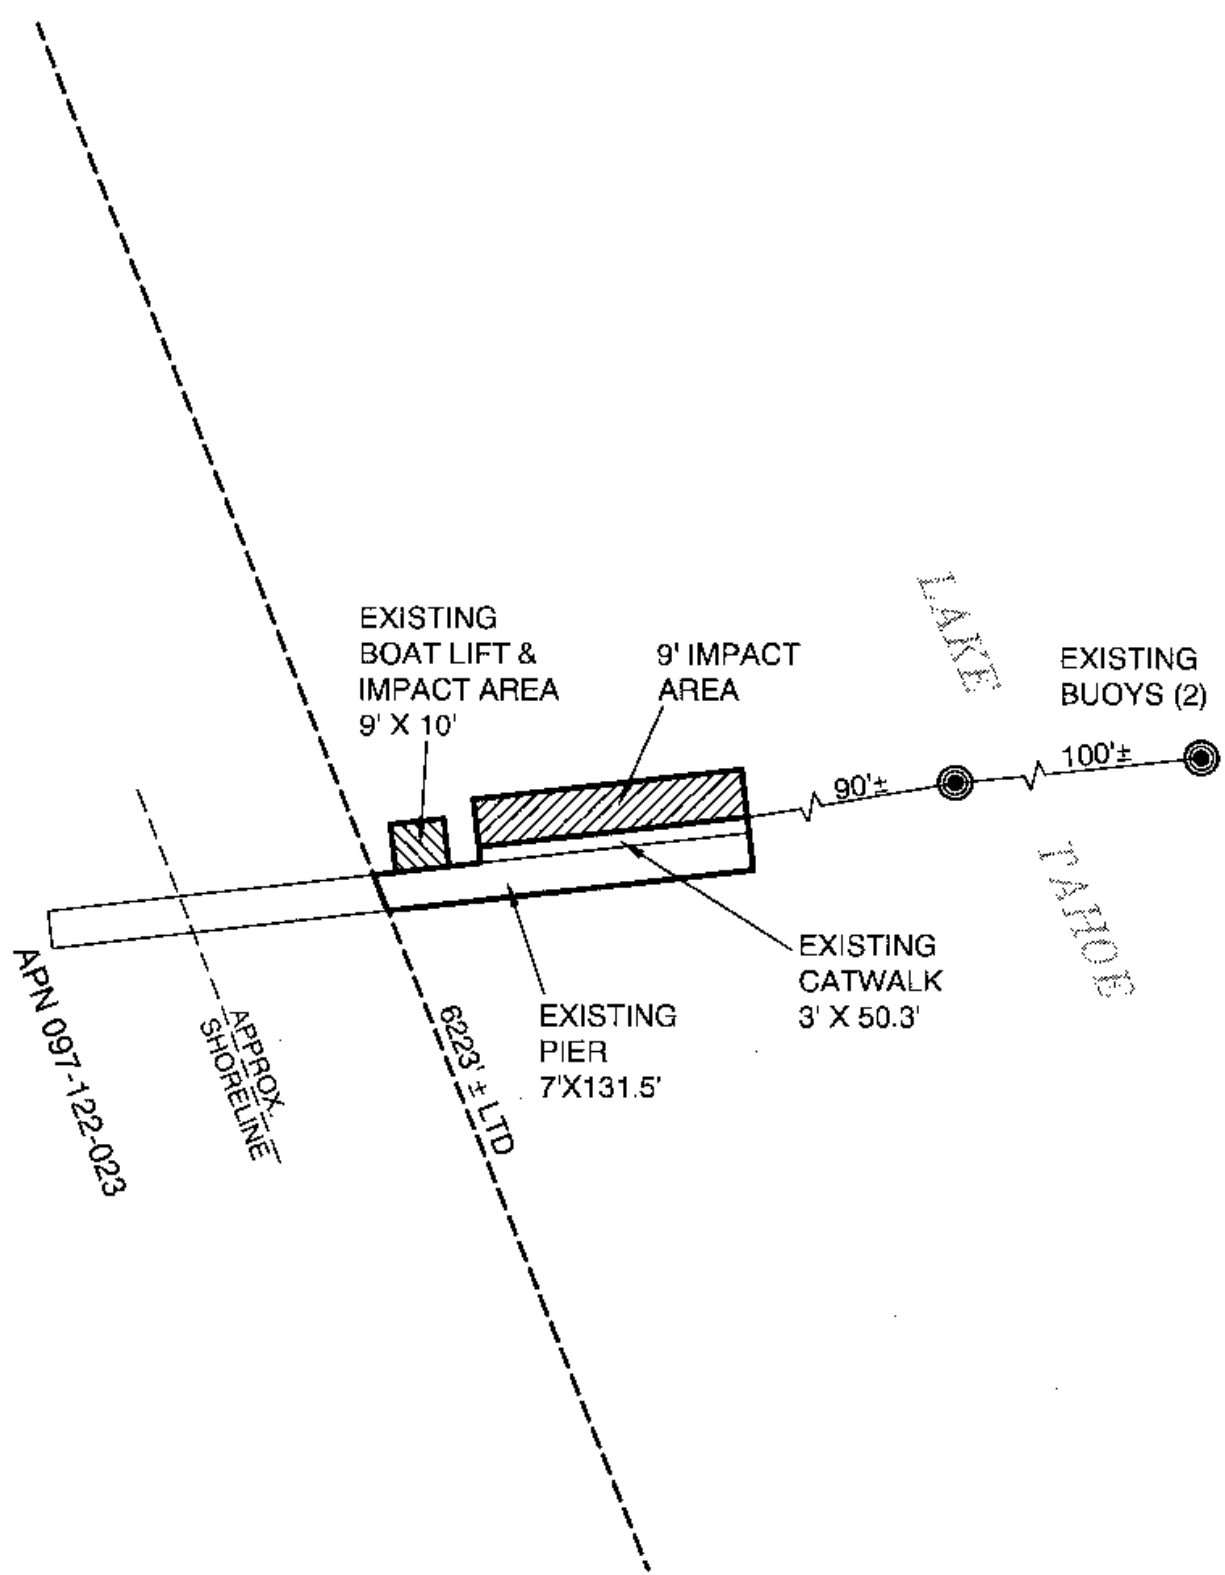 LAKE
TAHOE
EXISTING
BOAT LIFT &
IMPACT AREA
9' X 10'
9' IMPACT
AREA
EXISTING
BUOYS (2)
90'±
100'±
EXISTING
CATWALK
3' X 50.3'
EXISTING
PIER
7'X131.5'
6223' ± LTD
APPROX.
SHORELINE
APN 097-122-023